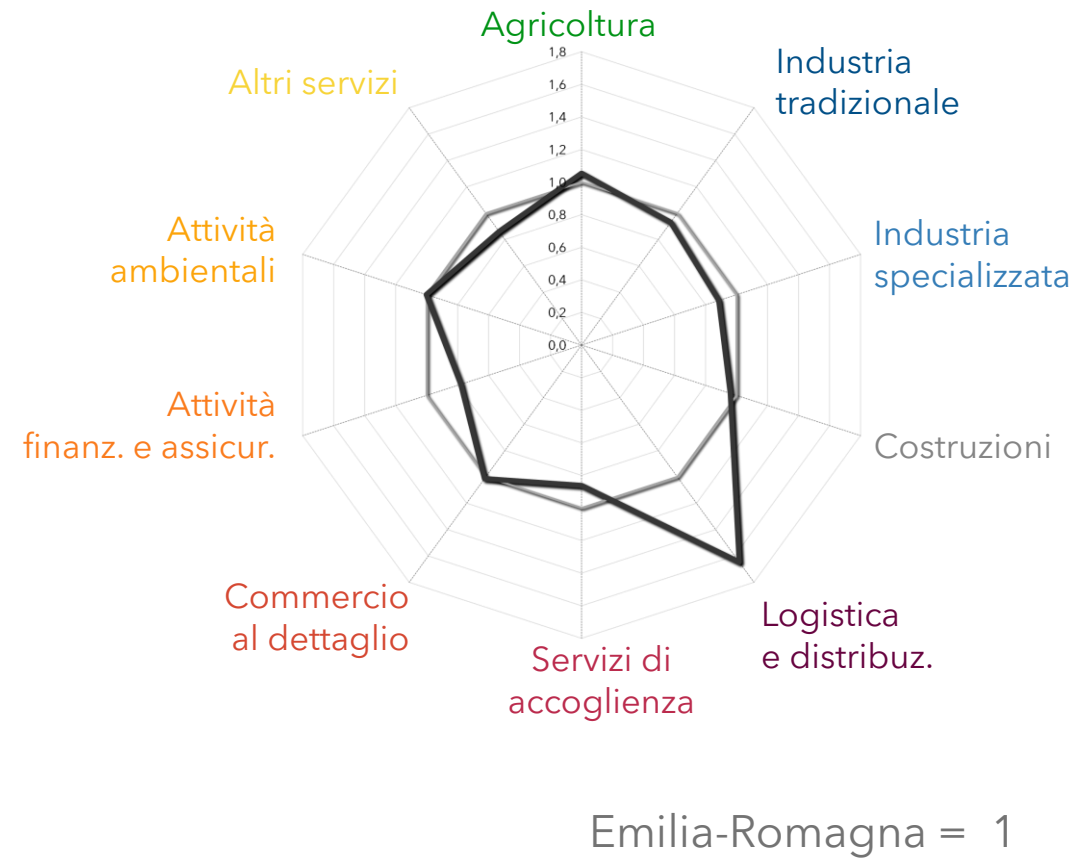 Agricoltura
1,8
1,6
1,4
1,2
1,0
0,8
0,6
0,4
0,2
0,0
Industria
tradizionale
Industria
specializzata
Costruzioni
Logistica
e distribuz.
Servizi di
accoglienza
Commercio
al dettaglio
Attività
finanz. e assicur.
Attività
ambientali
Altri servizi
Emilia-Romagna = 1